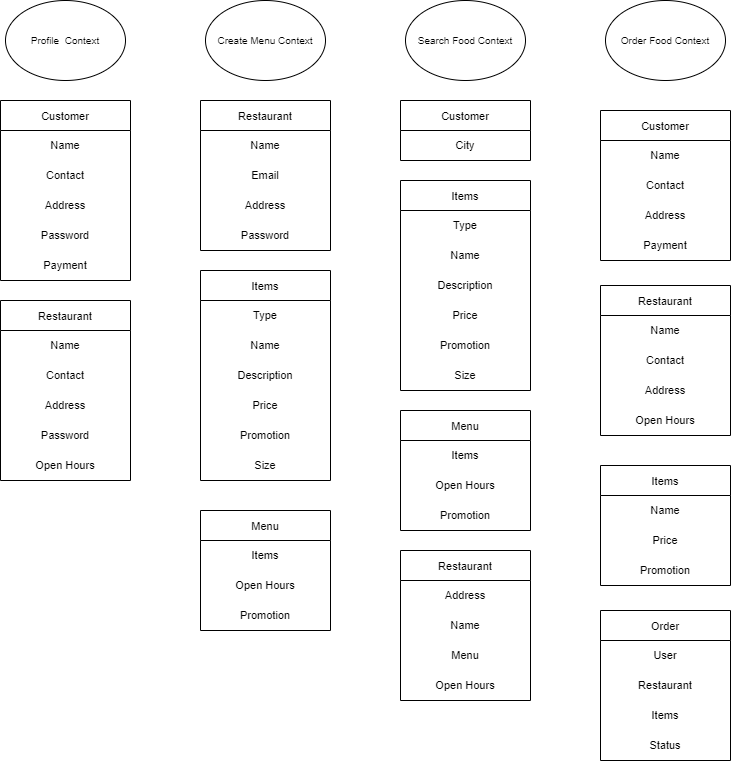 Profile  Context
Customer
Name
Contact
Address
Password
Payment
Restaurant
Name
Contact
Address
Password
Open Hours
Create Menu Context
Restaurant
Name
Email
Address
Password
Items
Type
Name
Description
Price
Promotion
Size
Menu
Items
Open Hours
Promotion
Search Food Context
Customer
City
Items
Type
Name
Description
Price
Promotion
Size
Menu
Items
Open Hours
Promotion
Restaurant
Address
Name
Menu
Open Hours
Order Food Context
Customer
Name
Contact
Address
Payment
Restaurant
Name
Contact
Address
Open Hours
Items
Name
Price
Promotion
Order
User
Restaurant
Items
Status